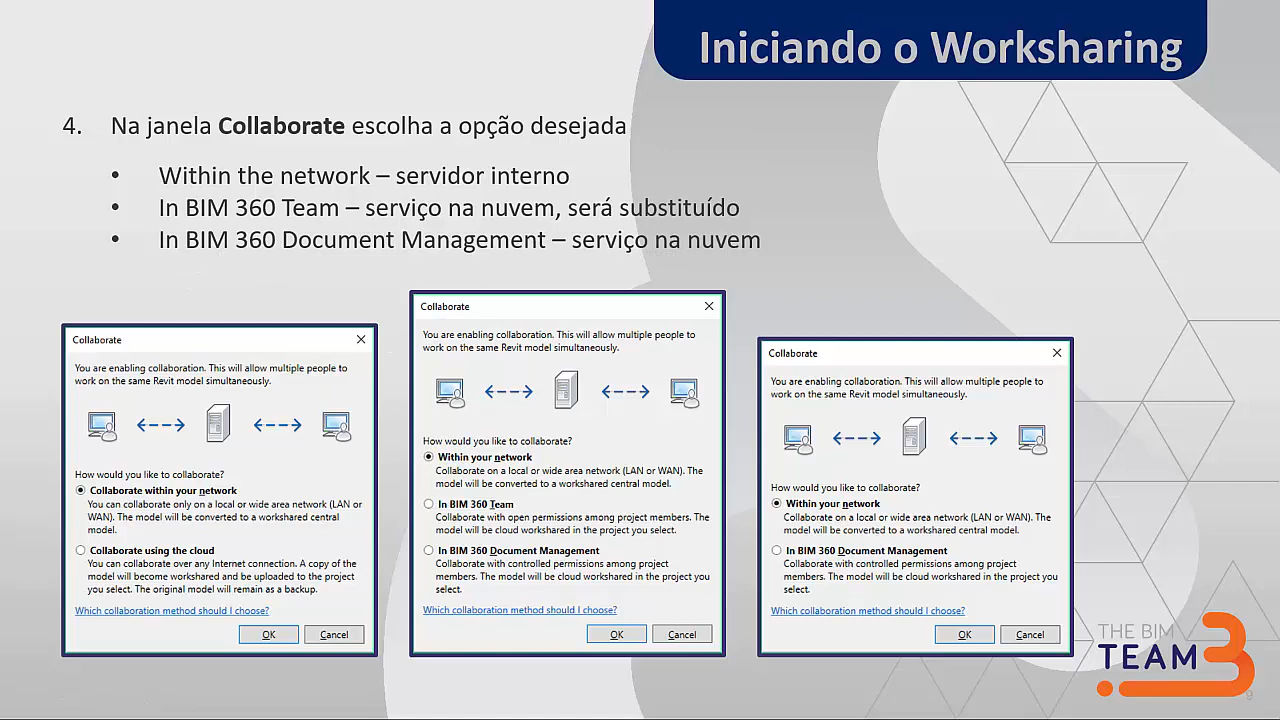 Iniciando o Worksharing
4. Na janela Collaborate escolha a opção desejada
• Within the network – servidor interno
• In BIM 360 Team – serviço na nuvem, será substituído
• In BIM 360 Document Management – serviço na nuvem
Collaborate
You are enabling collaboration. This will allow multiple people to
work on the same Revit model simultaneously.
How would you like to collaborate?
Collaborate within your network
You can collaborate only on a local or wide area network (LAN or
WAN). The model will be converted to a workshared central
model.
Collaborate using the cloud
You can collaborate over any Internet connection. A copy of the
model will become workshared and be uploaded to the project
you select. The original model will remain as a backup.
Which collaboration method should I choose?
OK Cancel
Collaborate
You are enabling collaboration. This will allow multiple people to
work on the same Revit model simultaneously.
How would you like to collaborate?
Within your network
Collaborate on a local or wide area network (LAN or WAN). The
model will be converted to a workshared central model.
In BIM 360 Team
Collaborate with open permissions among project members. The
model will be cloud workshared in the project you select.
In BIM 360 Document Management
Collaborate with controlled permissions among project
members. The model will be cloud workshared in the project you
select.
Which collaboration method should I choose?
OK Cancel
Collaborate
You are enabling collaboration. This will allow multiple people to
work on the same Revit model simultaneously.
How would you like to collaborate?
Within your network
Collaborate on a local or wide area network (LAN or WAN). The
model will be converted to a workshared central model.
In BIM 360 Document Management
Collaborate with controlled permissions among project
members. The model will be cloud workshared in the project you
select.
Which collaboration method should I choose?
OK Cancel
THE BIM
TEAM
9